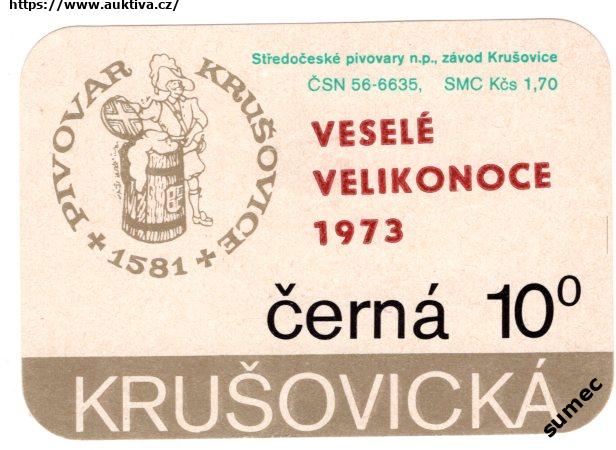 https://www.auktiva.cz/
Středočeské pivovary n.p., závod Krušovice
ČSN 56-6635, SMC Kčs 1,70
PIVOVAR KRUŠOVICE
1581
VESELÉ
VELIKONOCE
1973
černá 10⁰
KRUŠOVICKÁ
sumec